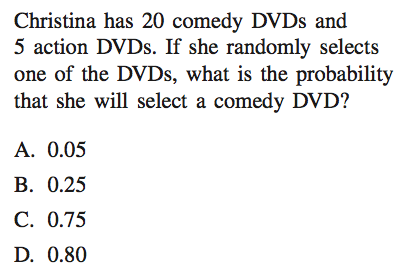 Christina has 20 comedy DVDs and
5 action DVDs. If she randomly selects
one of the DVDs, what is the probability
that she will select a comedy DVD?
A. 0.05
B. 0.25
C. 0.75
D. 0.80